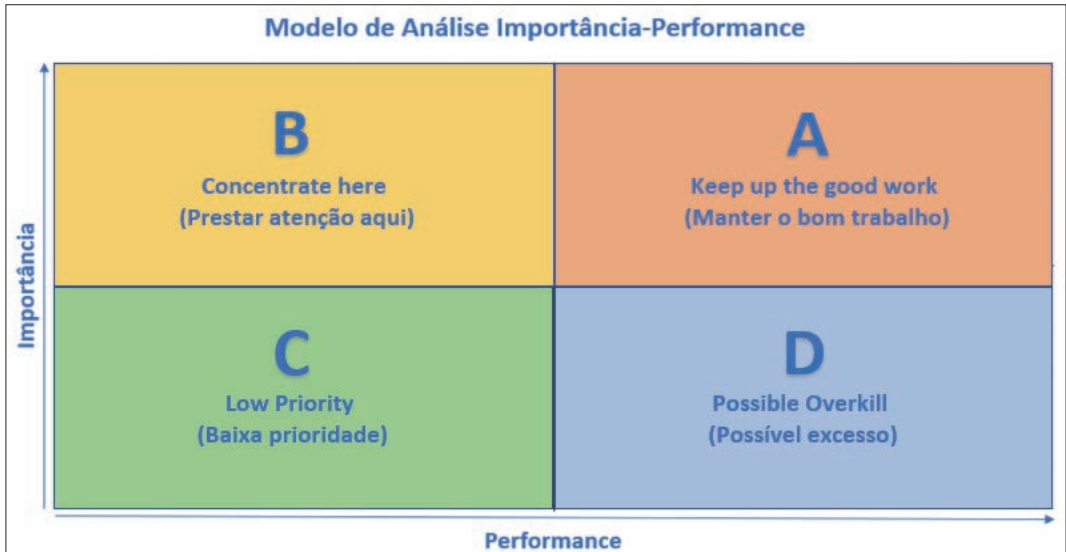 Modelo de Análise Importância-Performance
B
Concentrate here
(Prestar atenção aqui)
A
Keep up the good work
(Manter o bom trabalho)
Importância
C
Low Priority
(Baixa prioridade)
D
Possible Overkill
(Possível excesso)
Performance